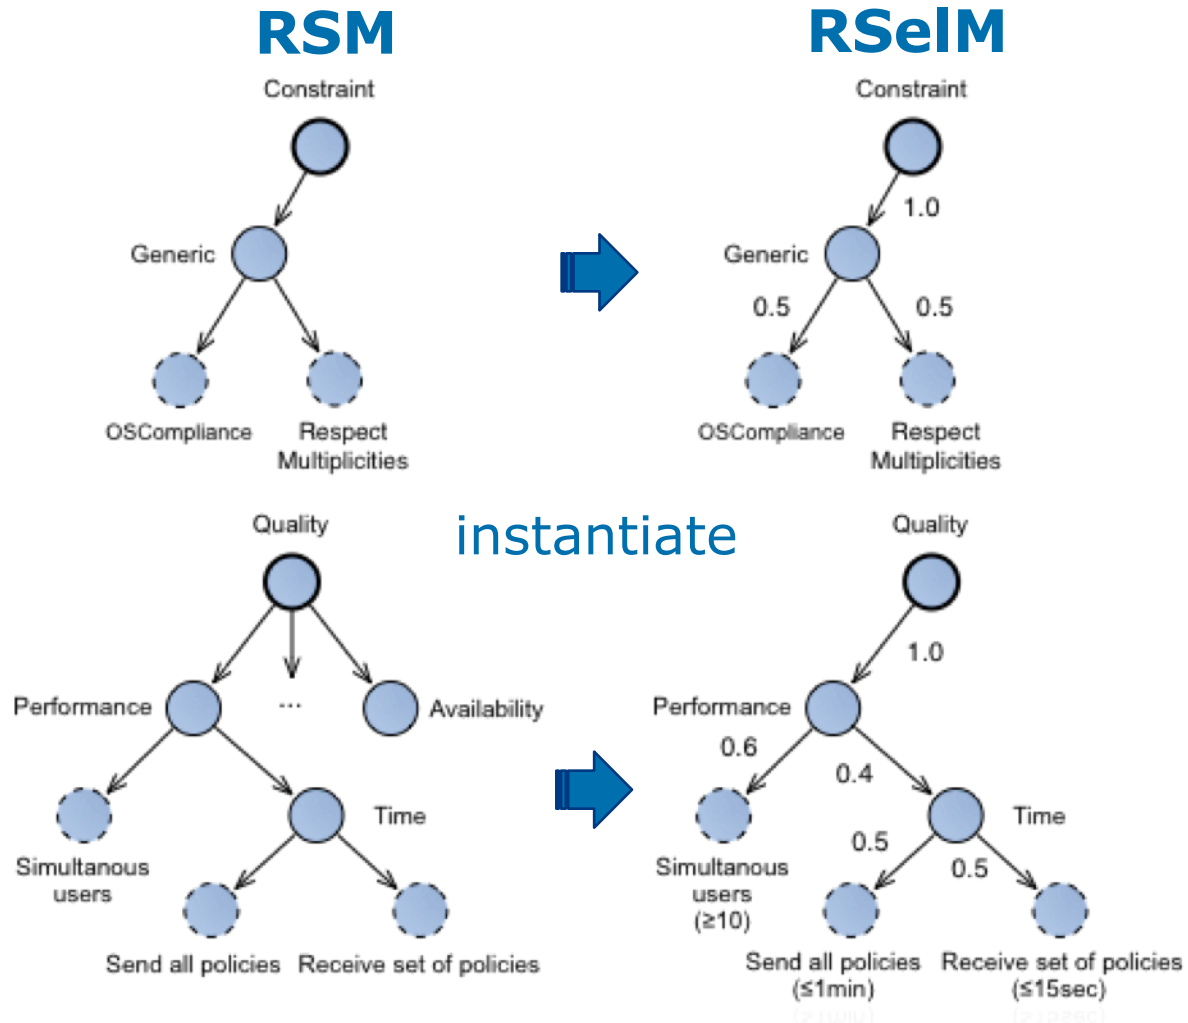 RSM
RSelM
Constraint
Constraint
1.0
Generic
Generic
0.5
0.5
OSCompliance
Respect
Multiplicities
OSCompliance
Respect
Multiplicities
instantiate
Quality
Quality
1.0
Performance
...
Availability
Performance
0.6
0.4
Time
Time
Simultanous
users
0.5
0.5
Simultanous
users
(≥10)
Send all policies
Receive set of policies
Send all policies
(≤1min)
Receive set of policies
(≤15sec)